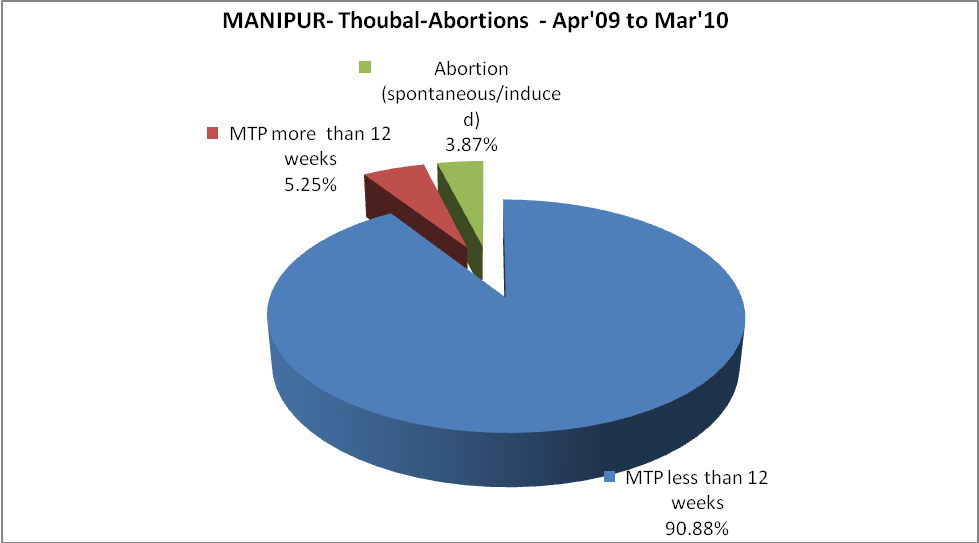 MANIPUR- Thoubal-Abortions - Apr'09 to Mar'10
Abortion
(spontaneous/induce
d)
3.87%
MTP more than 12
weeks
5.25%
MTP less than 12
weeks
90.88%